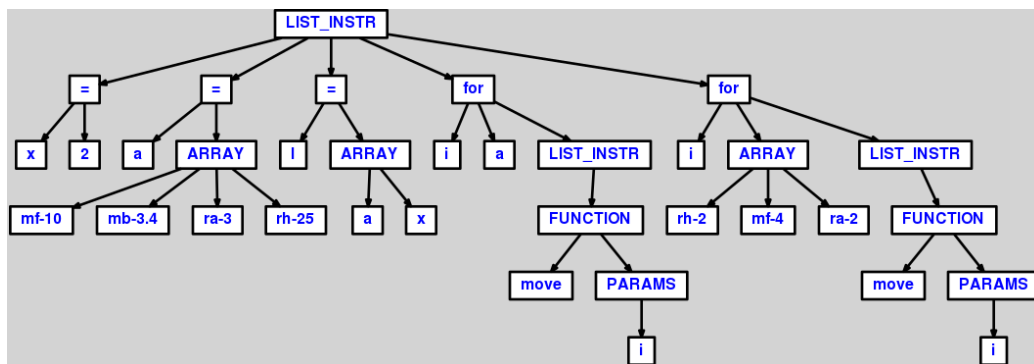 LIST_INSTR
= = = for for
x 2 a ARRAY l ARRAY i a LIST_INSTR i ARRAY LIST_INSTR
mf-10 mb-3.4 ra-3 rh-25 a x FUNCTION rh-2 mf-4 ra-2 FUNCTION
move PARAMS move PARAMS
i i